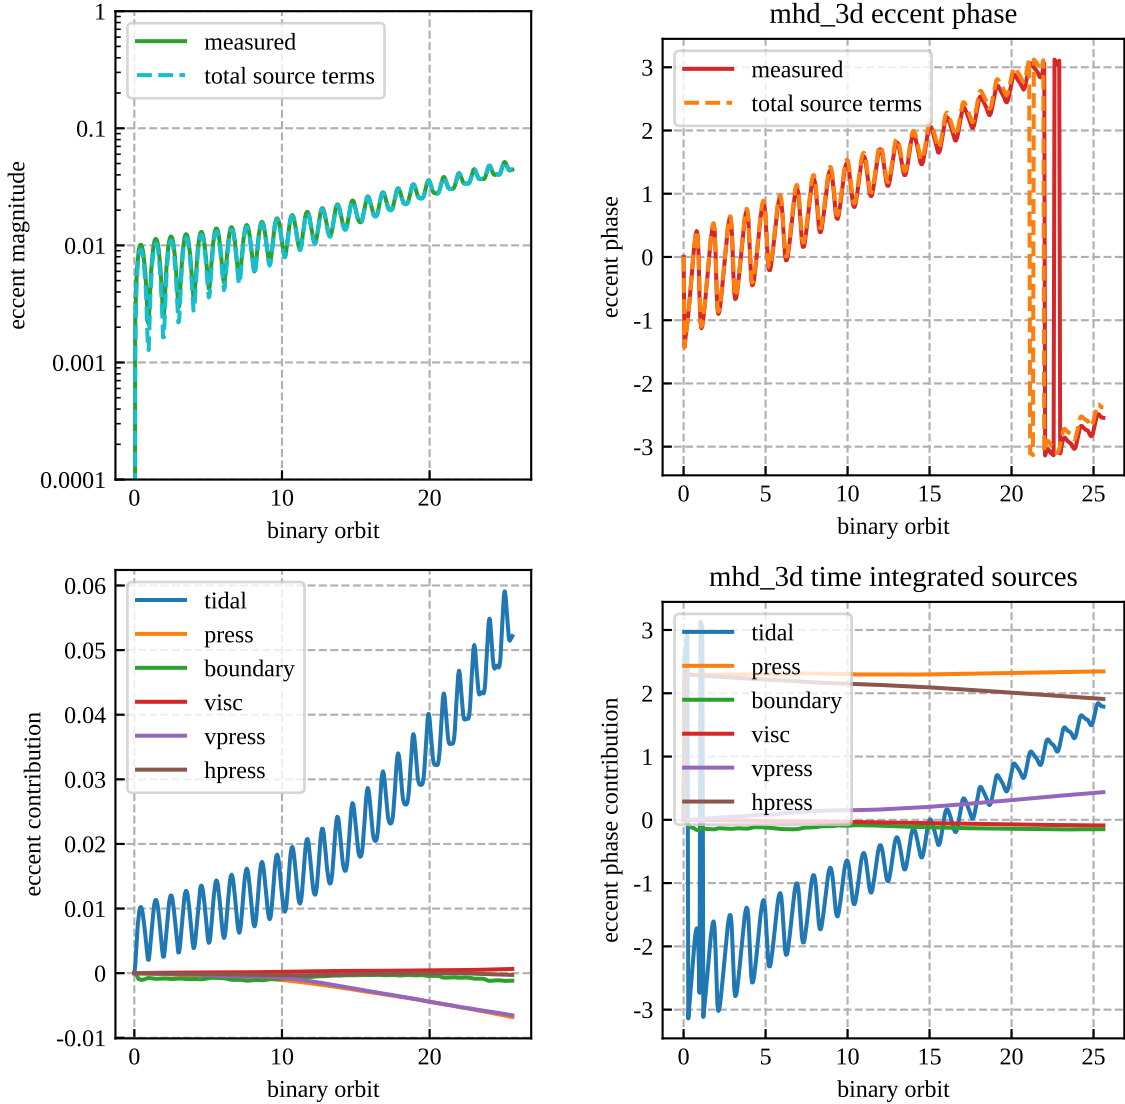 1
0.1
0.01
0.001
0.0001
eccent magnitude
measured
total source terms
0
10
20
binary orbit
mhd_3d eccent phase
3
2
1
0
-1
-2
-3
eccent phase
measured
total source terms
0
5
10
15
20
25
binary orbit
0.06
0.05
0.04
0.03
0.02
0.01
0
-0.01
eccent contribution
tidal
press
boundary
visc
vpress
hpress
0
10
20
binary orbit
mhd_3d time integrated sources
3
2
1
0
-1
-2
-3
eccent phase contribution
tidal
press
boundary
visc
vpress
hpress
0
5
10
15
20
25
binary orbit